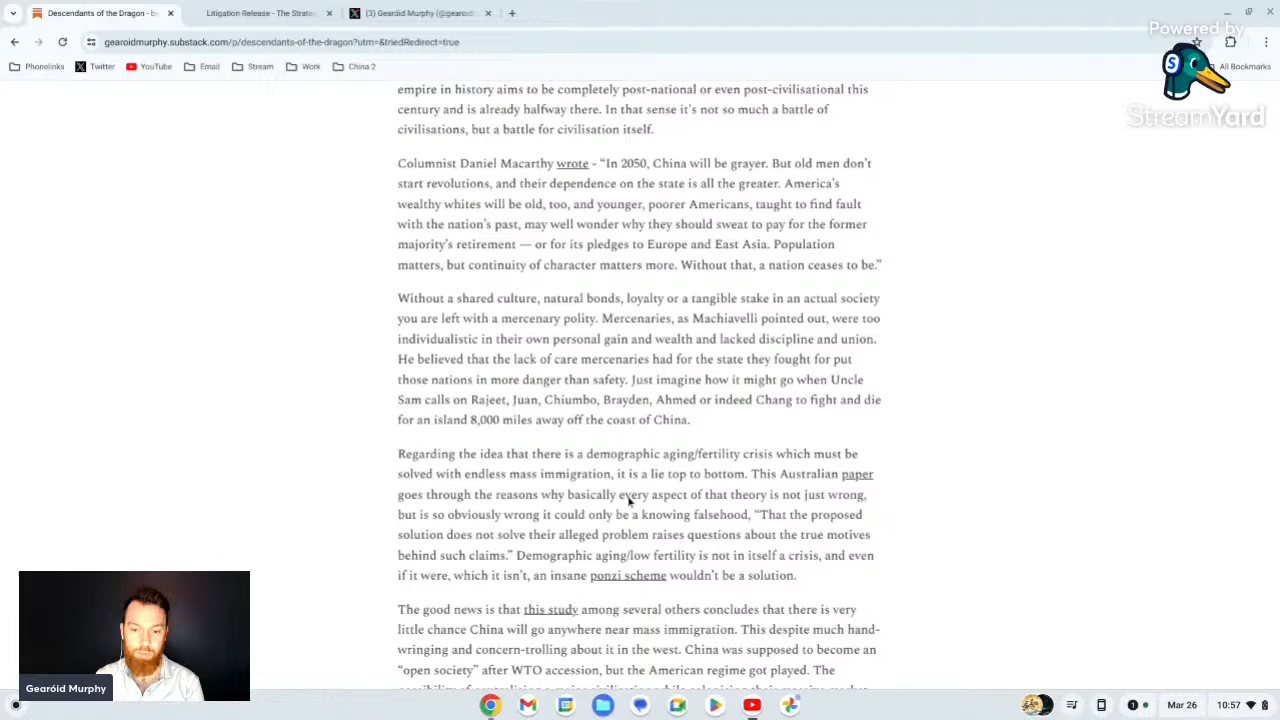 Descendants of the Dragon - b
Litigation Release - The Strate
(3) Gearóid Murphy (@gearoi
gearoidmurphy.substack.com/p/descendants-of-the-dragon?utm=&triedRedirect=true
Phonelinks
Twitter
YouTube
Email
Stream
Work
China 2
All Bookmarks
Powered by
S
StreamYard
empire in history aims to be completely post-national or even post-civilisational this
century and is already halfway there. In that sense it's not so much a battle of
civilisations, but a battle for civilisation itself.
Columnist Daniel Macarthy wrote - “In 2050, China will be grayer. But old men don't
start revolutions, and their dependence on the state is all the greater. America's
wealthy whites will be old, too, and younger, poorer Americans, taught to find fault
with the nation's past, may well wonder why they should sweat to pay for the former
majority's retirement — or for its pledges to Europe and East Asia. Population
matters, but continuity of character matters more. Without that, a nation ceases to be.”
Without a shared culture, natural bonds, loyalty or a tangible stake in an actual society
you are left with a mercenary polity. Mercenaries, as Machiavelli pointed out, were too
individualistic in their own personal gain and wealth and lacked discipline and union.
He believed that the lack of care mercenaries had for the state they fought for put
those nations in more danger than safety. Just imagine how it might go when Uncle
Sam calls on Rajeet, Juan, Chiumbo, Brayden, Ahmed or indeed Chang to fight and die
for an island 8,000 miles away off the coast of China.
Regarding the idea that there is a demographic aging/fertility crisis which must be
solved with endless mass immigration, it is a lie top to bottom. This Australian paper
goes through the reasons why basically every aspect of that theory is not just wrong,
but is so obviously wrong it could only be a knowing falsehood, “That the proposed
solution does not solve their alleged problem raises questions about the true motives
behind such claims.” Demographic aging/low fertility is not in itself a crisis, and even
if it were, which it isn't, an insane ponzi scheme wouldn't be a solution.
The good news is that this study among several others concludes that there is very
little chance China will go anywhere near mass immigration. This despite much hand-
wringing and concern-trolling about it in the west. China was supposed to become an
“open society” after WTO accession, but the American regime got played. The
Gearóid Murphy
Mar 26
10:57